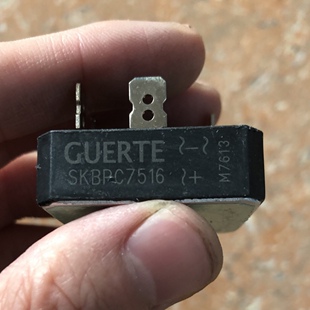 GUERTE ~-~
SKBPC7516 ~+
M7613